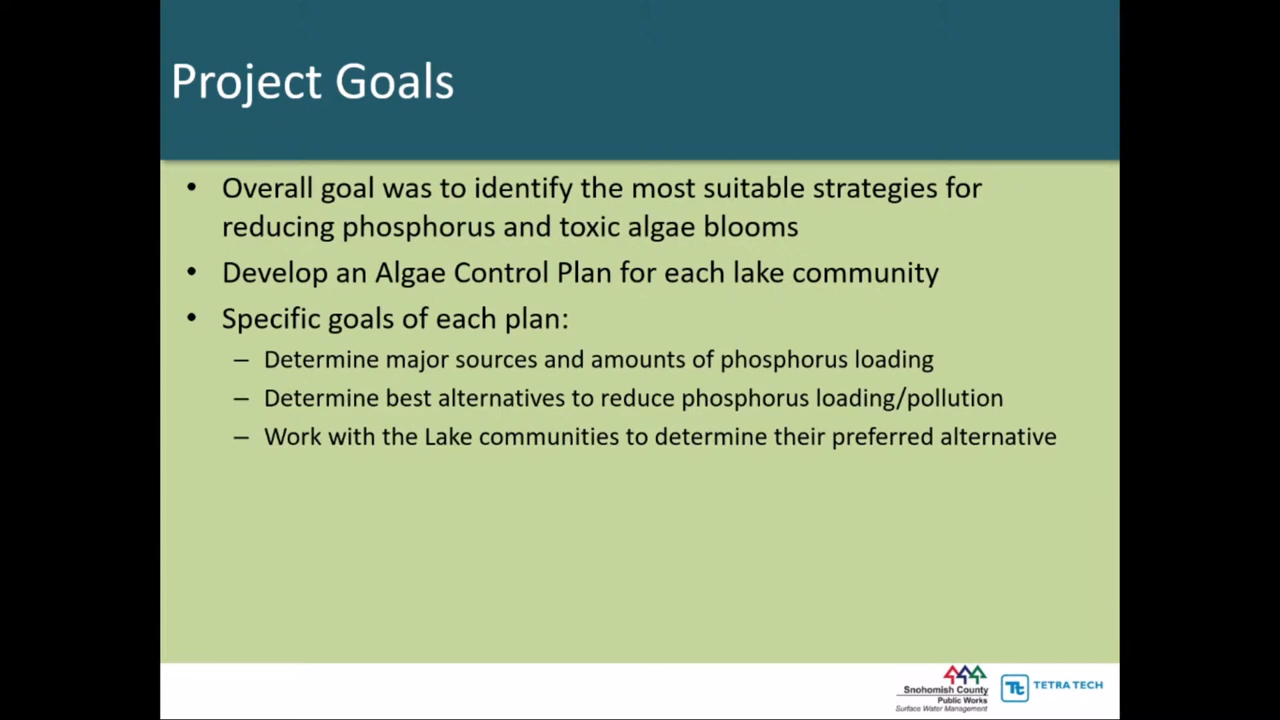 Project Goals
• Overall goal was to identify the most suitable strategies for
reducing phosphorus and toxic algae blooms
• Develop an Algae Control Plan for each lake community
• Specific goals of each plan:
– Determine major sources and amounts of phosphorus loading
– Determine best alternatives to reduce phosphorus loading/pollution
– Work with the Lake communities to determine their preferred alternative
Snohomish County
Public Works
Surface Water Management
Tt TETRA TECH